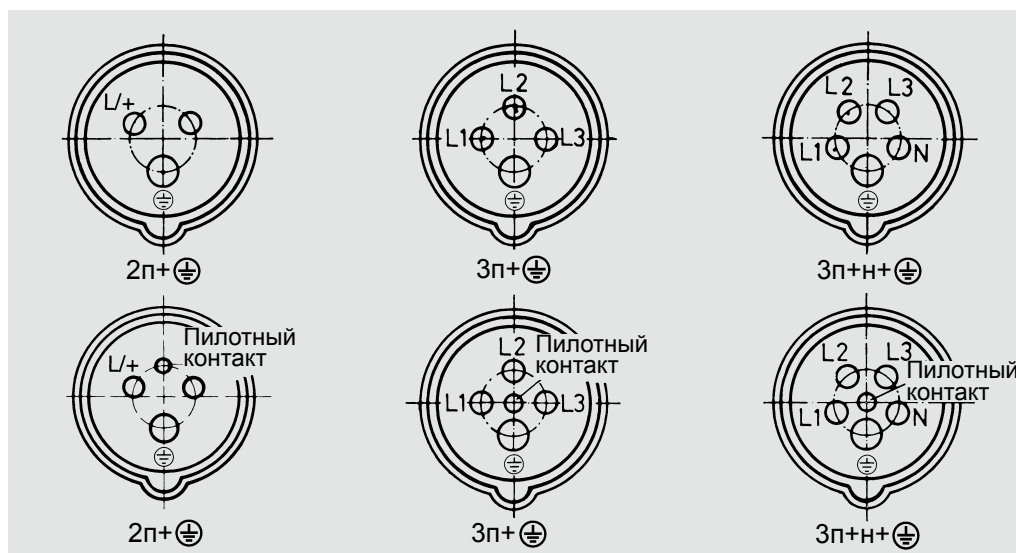 L/+
2п+⏚
L2
L1 L3
3п+⏚
L2 L3
L1 N
3п+н+⏚
Пилотный
контакт
L/+
2п+⏚
L2
Пилотный
контакт
L1 L3
3п+⏚
L2 L3
Пилотный
контакт
L1 N
3п+н+⏚